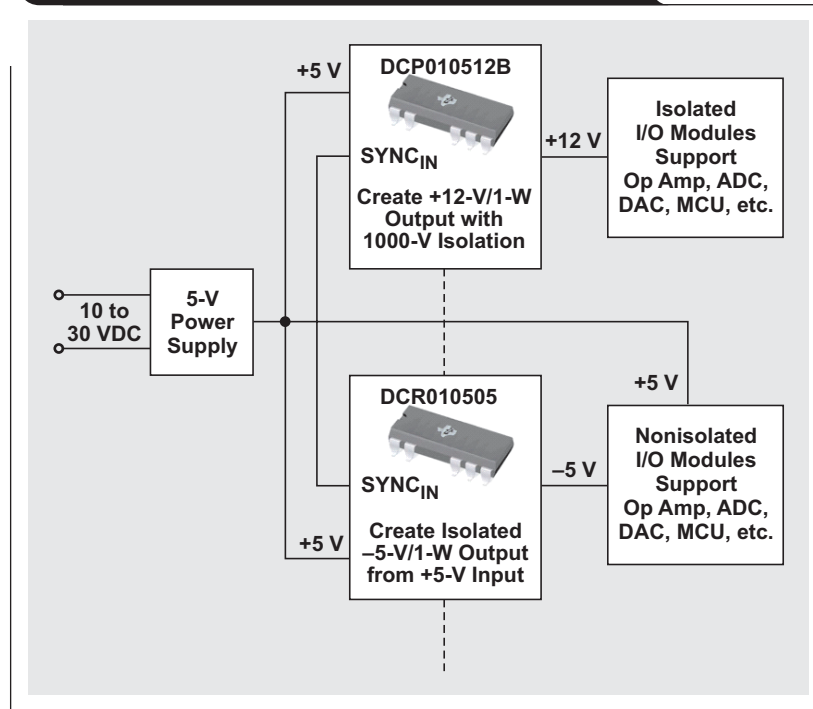 +5 V
DCP010512B
SYNCIN
Create +12-V/1-W
Output with
1000-V Isolation
+12 V
Isolated
I/O Modules
Support
Op Amp, ADC,
DAC, MCU, etc.
10 to
30 VDC
5-V
Power
Supply
+5 V
DCR010505
SYNCIN
+5 V
Create Isolated
–5-V/1-W Output
from +5-V Input
–5 V
Nonisolated
I/O Modules
Support
Op Amp, ADC,
DAC, MCU, etc.